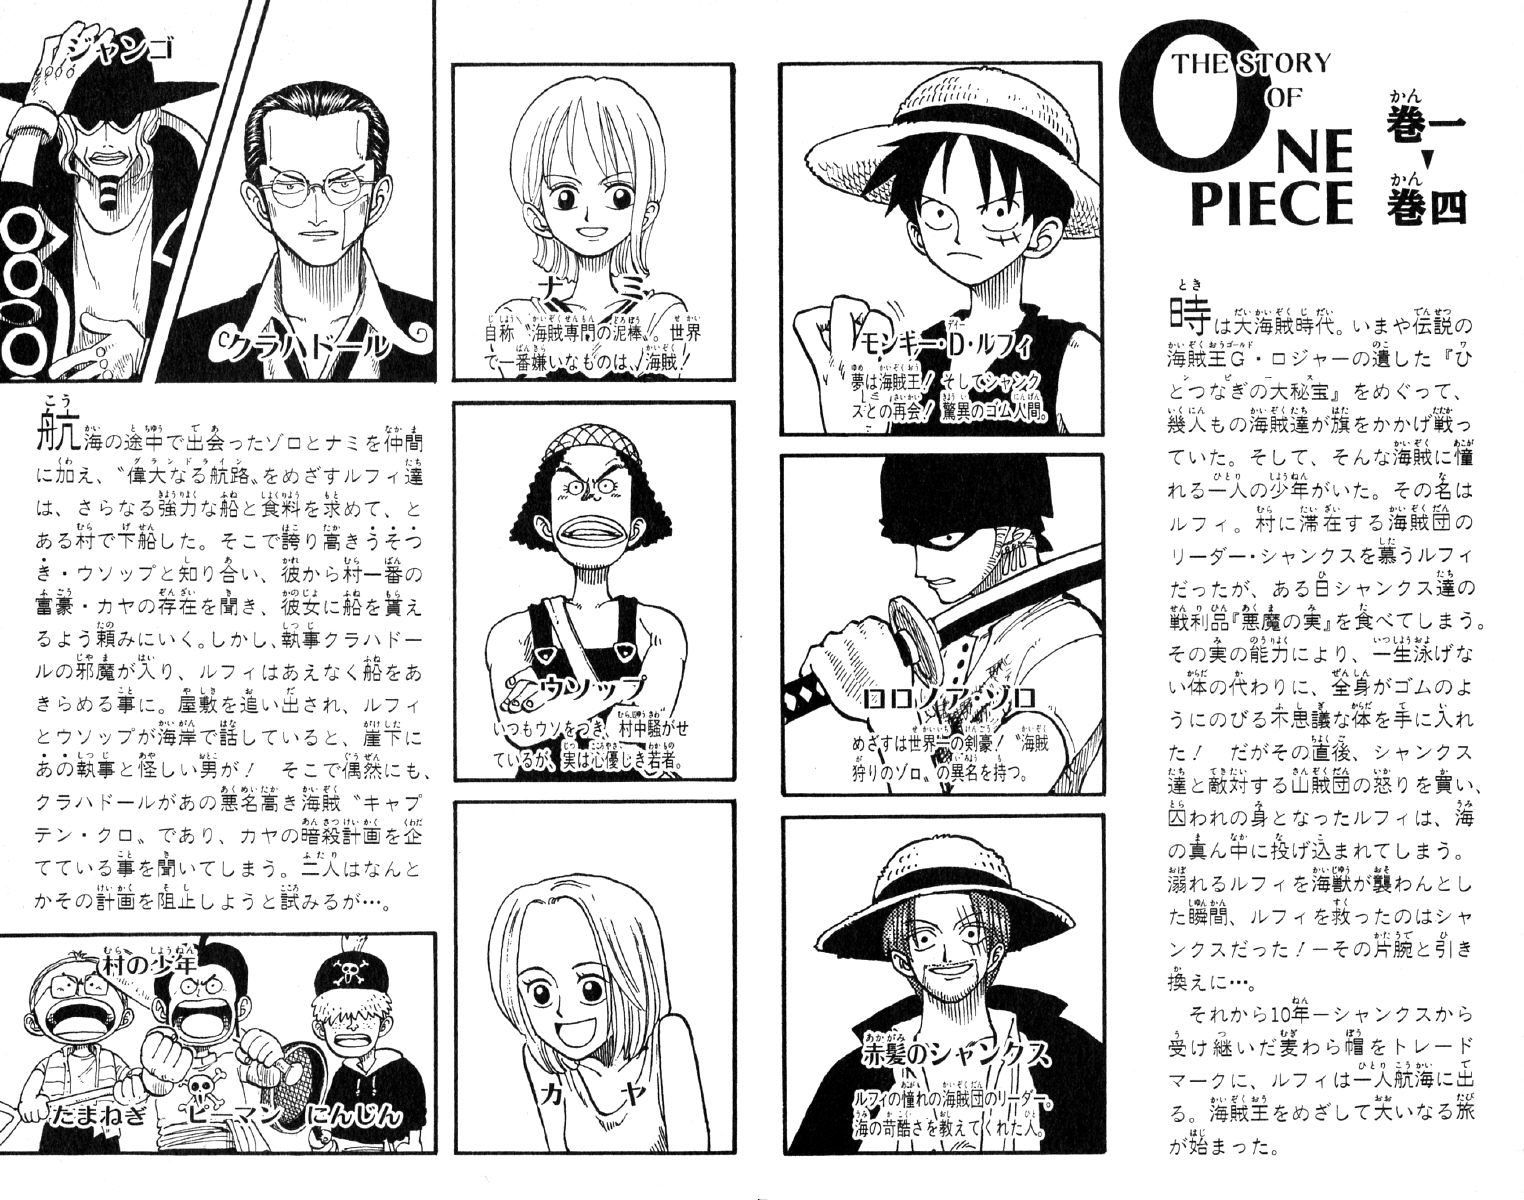 THE STORY
OF
ONE
PIECE
巻一
▼
巻四
時は大海賊時代。いまや伝説の
海賊王G・ロジャーの遺した『ひ
とつなぎの大秘宝』をめぐって、
幾人もの海賊達が旗をかかげ戦っ
ていた。そして、そんな海賊に憧
れる一人の少年がいた。その名は
ルフィ。村に滞在する海賊団の
リーダー・シャンクスを慕うルフィ
だったが、ある日シャンクス達の
戦利品『悪魔の実』を食べてしまう。
その実の能力により、一生泳げな
い体の代わりに、全身がゴムのよ
うにのびる不思議な体を手に入れ
た! だがその直後、シャンクス
達と敵対する山賊団の怒りを買い、
囚われの身となったルフィは、海
の真ん中に投げ込まれてしまう。
溺れるルフィを海獣が襲わんとし
た瞬間、ルフィを救ったのはシャ
ンクスだった!ーその片腕と引き
換えに…。
それから10年ーシャンクスから
受け継いだ麦わら帽をトレード
マークに、ルフィは一人航海に出
る。海賊王をめざして大いなる旅
が始まった。
モンキー・D・ルフィ
夢は海賊王! そしてシャンク
スとの再会! 驚異のゴム人間。
ロロノア・ゾロ
めざすは世界一の剣豪! 〝海賊
狩りのゾロ〟の異名を持つ。
赤髪のシャンクス
ルフィの憧れの海賊団のリーダー。
海の苛酷さを教えてくれた人。
ナミ
自称〝海賊専門の泥棒〟。世界
で一番嫌いなものは、海賊!
ウソップ
いつもウソをつき、村中騒がせ
ているが、実は心優しき若者。
カヤ
ジャンゴ
クラハドール
航海の途中で出会ったゾロとナミを仲間
に加え、〝偉大なる航路〟をめざすルフィ達
は、さらなる強力な船と食料を求めて、と
ある村で下船した。そこで誇り高きうそつ
き・ウソップと知り合い、彼から村一番の
富豪・カヤの存在を聞き、彼女に船を貰え
るよう頼みにいく。しかし、執事クラハドー
ルの邪魔が入り、ルフィはあえなく船をあ
きらめる事に。屋敷を追い出され、ルフィ
とウソップが海岸で話していると、崖下に
あの執事と怪しい男が! そこで偶然にも、
クラハドールがあの悪名高き海賊〝キャプ
テン・クロ〟であり、カヤの暗殺計画を企
てている事を聞いてしまう。二人はなんと
かその計画を阻止しようと試みるが…。
村の少年
たまねぎ ピーマン にんじん